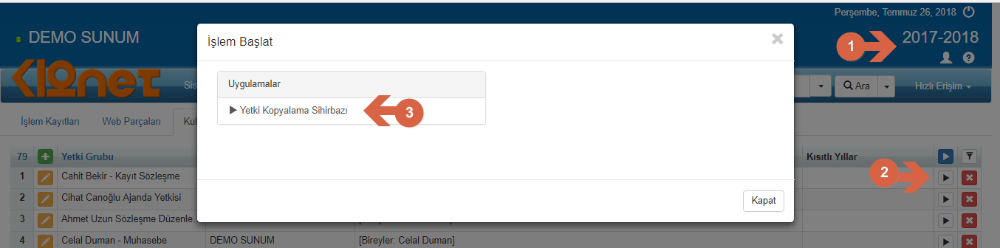 Perşembe, Temmuz 26, 2018
DEMO SUNUM
2017-2018
1
K12net
Sis
Ara
Hızlı Erişim
İşlem Başlat
Uygulamalar
Yetki Kopyalama Sihirbazı
3
Kapat
İşlem Kayıtları Web Parçaları Kul
79 Yetki Grubu Kısıtlı Yıllar
1 Cahit Bekir - Kayıt Sözleşme
2
2 Cihat Canoğlu Ajanda Yetkisi
3 Ahmet Uzun Sözleşme Düzenle.
4 Celal Duman - Muhasebe DEMO SUNUM [Bireyler: Celal Duman]